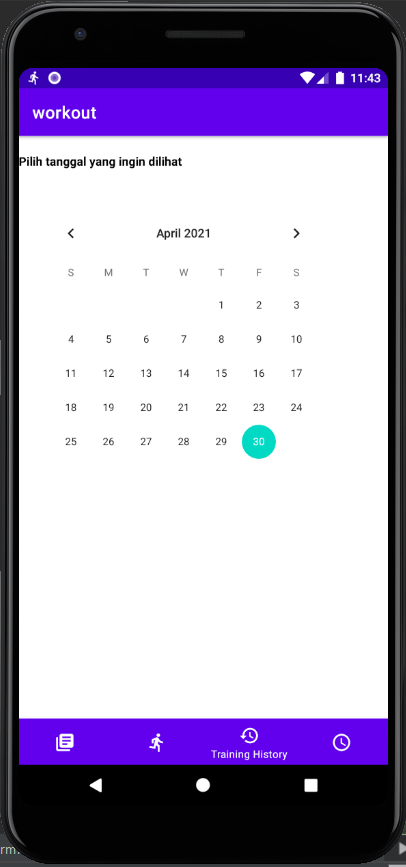 11:43
workout
Pilih tanggal yang ingin dilihat
April 2021
S M T W T F S
1 2 3
4 5 6 7 8 9 10
11 12 13 14 15 16 17
18 19 20 21 22 23 24
25 26 27 28 29 30
Training History
rm.